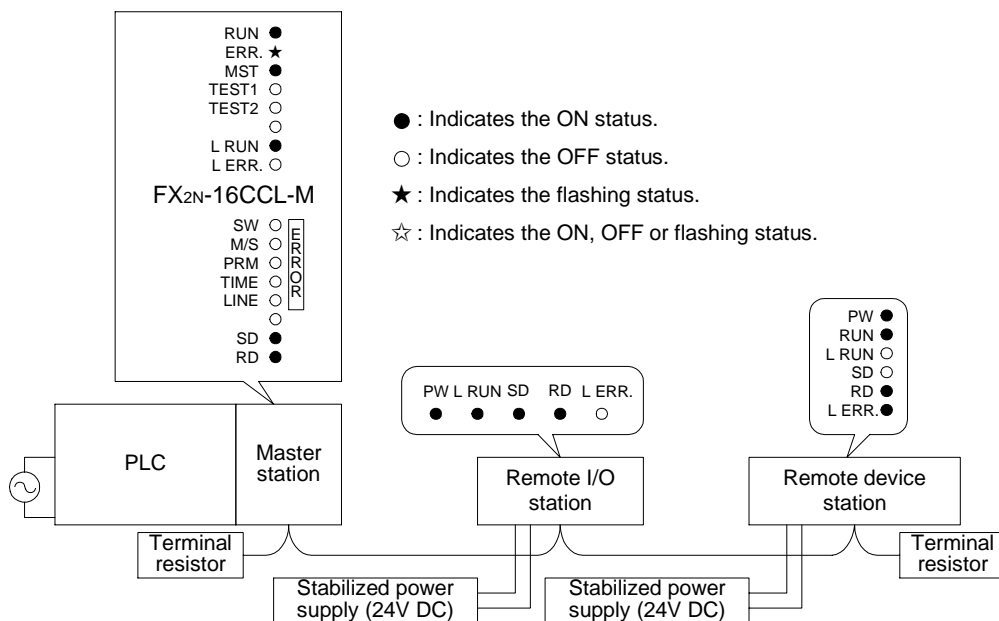 RUN ●
ERR. ★
MST ●
TEST1 ○
TEST2 ○
○
L RUN ●
L ERR. ○
FX2N-16CCL-M
SW ○
M/S ○
PRM ○
TIME ○
LINE ○
ERROR
○
SD ●
RD ●
● : Indicates the ON status.
○ : Indicates the OFF status.
★ : Indicates the flashing status.
☆ : Indicates the ON, OFF or flashing status.
PW L RUN SD RD L ERR.
● ● ● ● ○
PW ●
RUN ●
L RUN ○
SD ○
RD ●
L ERR. ●
PLC
Master
station
Remote I/O
station
Remote device
station
Terminal
resistor
Terminal
resistor
Stabilized power
supply (24V DC)
Stabilized power
supply (24V DC)